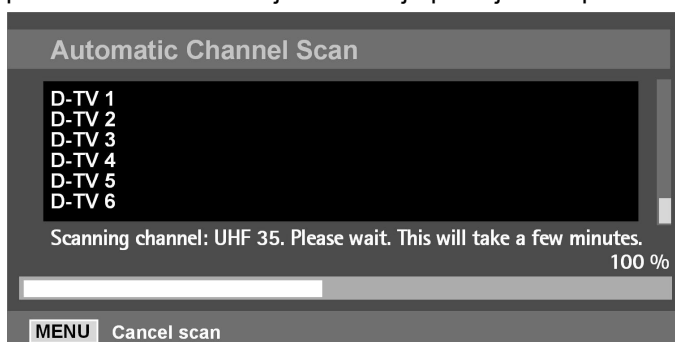 Automatic Channel Scan
D-TV 1
D-TV 2
D-TV 3
D-TV 4
D-TV 5
D-TV 6
Scanning channel: UHF 35. Please wait. This will take a few minutes.
100 %
MENU Cancel scan